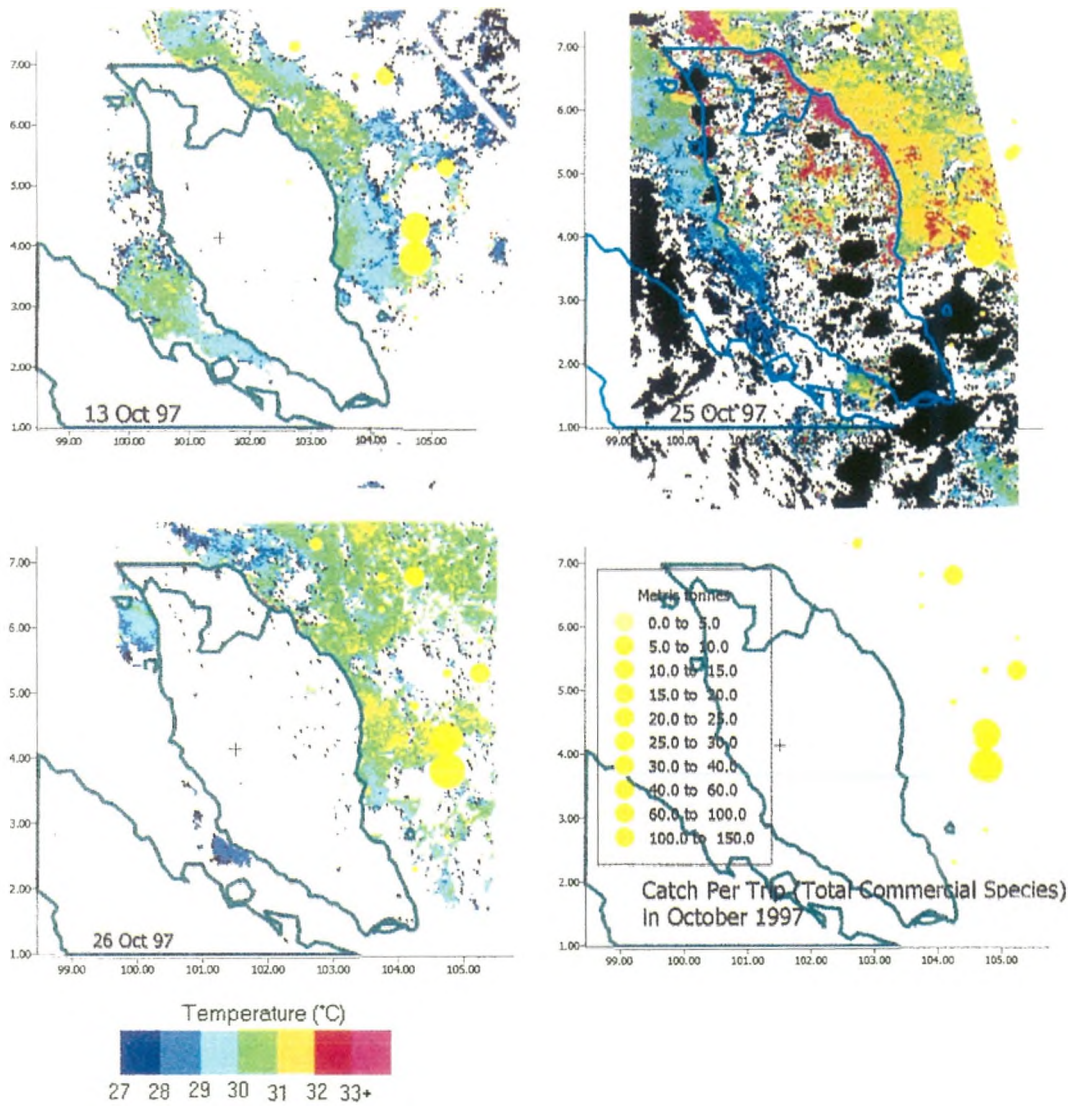 7.00
6.00
5.00
4.00
3.00
2.00
1.00
13 Oct 97
99.00 100.00 101.00 102.00 103.00 104.00 105.00
7.00
6.00
5.00
4.00
3.00
2.00
1.00
25 Oct 97
99.00 100.00
7.00
6.00
5.00
4.00
3.00
2.00
1.00
26 Oct 97
99.00 100.00 101.00 102.00 103.00 104.00 105.00
7.00
6.00
5.00
4.00
3.00
2.00
1.00
Metric tonnes
0.0 to 5.0
5.0 to 10.0
10.0 to 15.0
15.0 to 20.0
20.0 to 25.0
25.0 to 30.0
30.0 to 40.0
40.0 to 60.0
60.0 to 100.0
100.0 to 150.0
Catch Per Trip (Total Commercial Species)
in October 1997
99.00 100.00 101.00 102.00 103.00 104.00 105.00
Temperature (°C)
27 28 29 30 31 32 33+